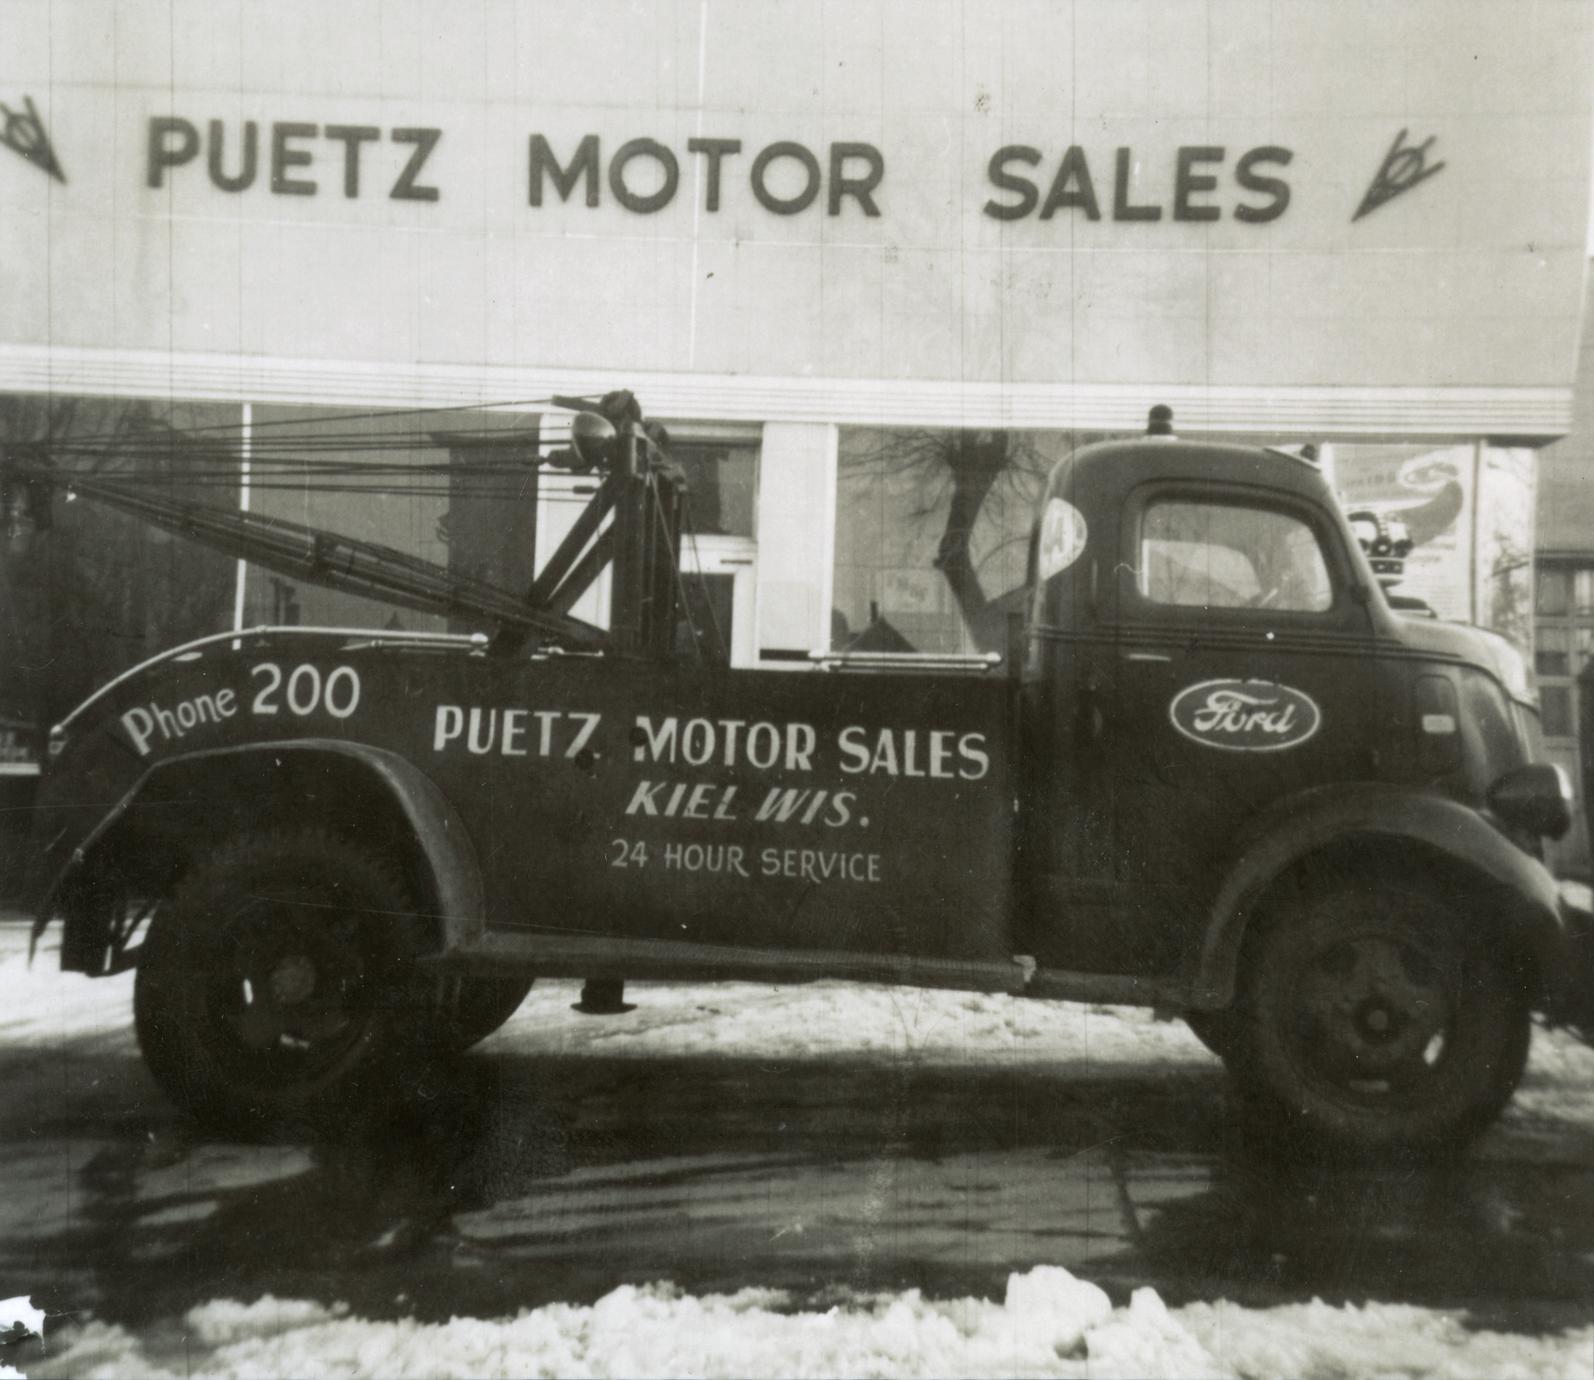 PUETZ MOTOR SALES
Phone 200
PUETZ MOTOR SALES
KIEL WIS.
24 HOUR SERVICE
Ford